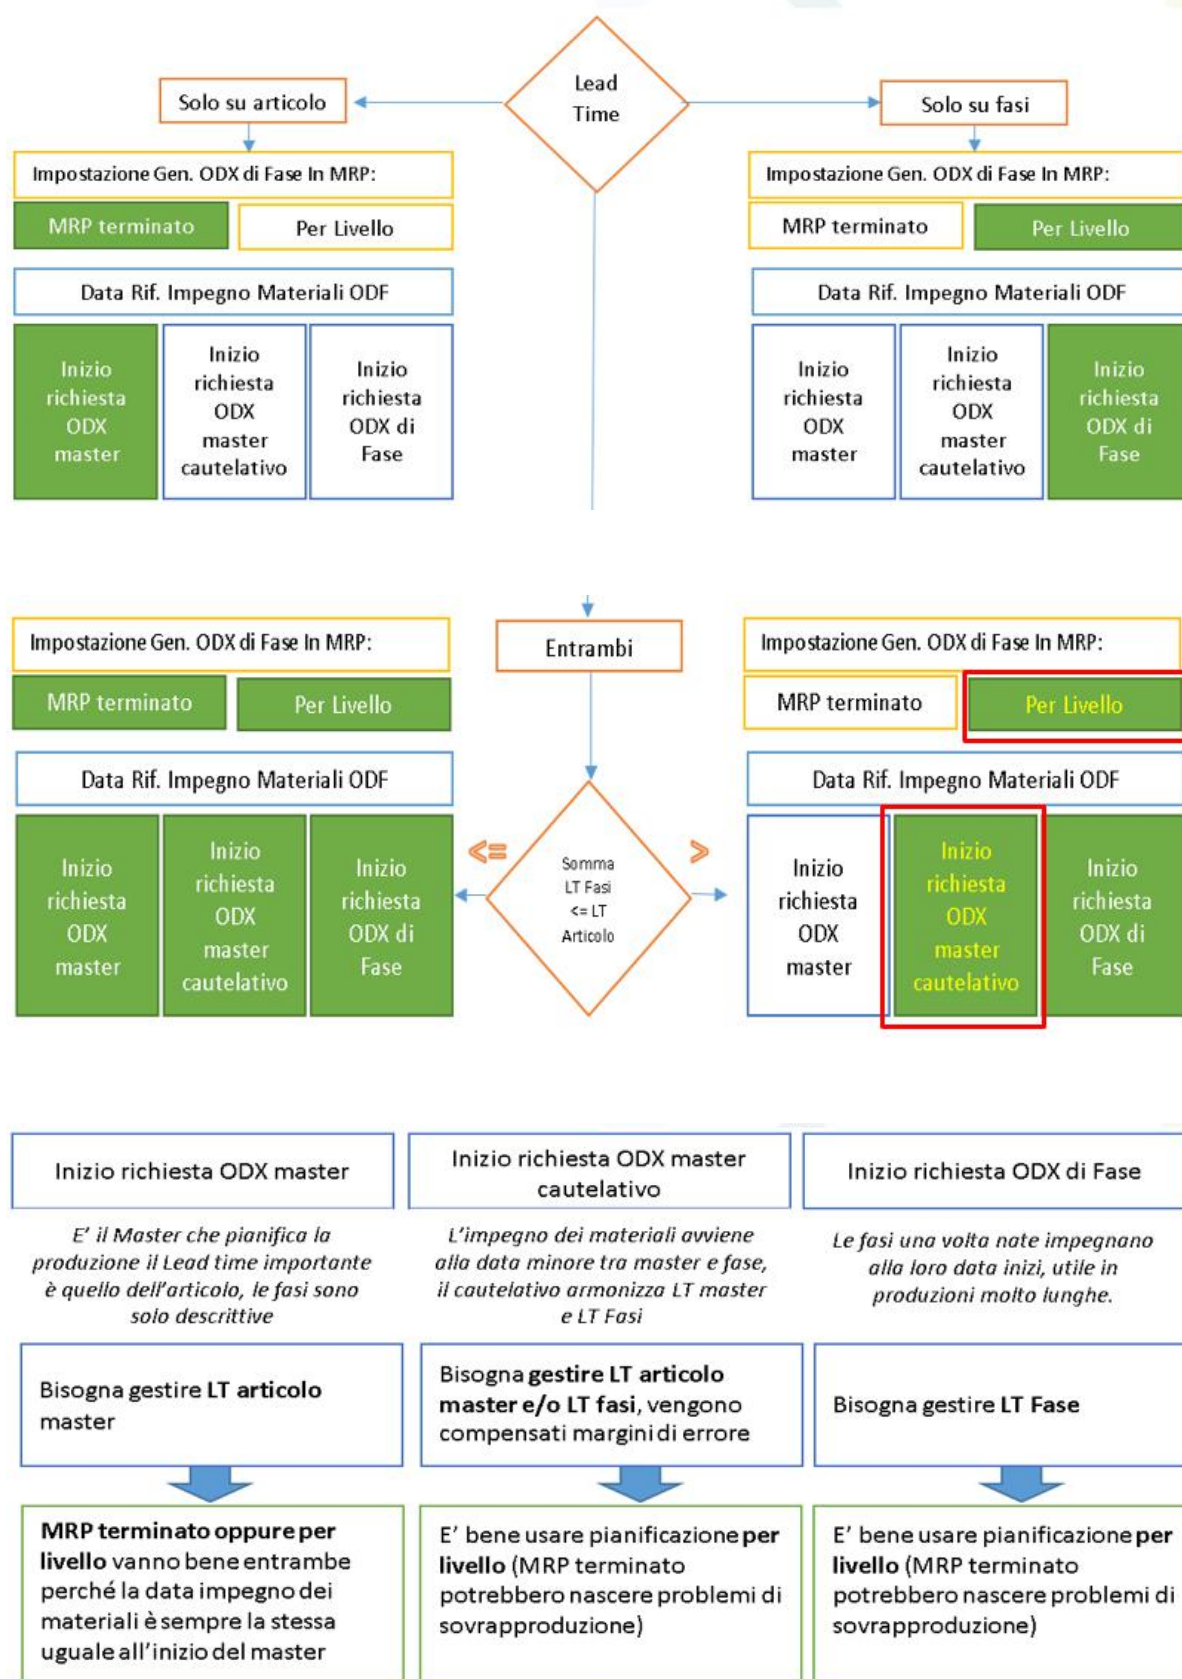 Lead
Time
Solo su articolo
Solo su fasi
Impostazione Gen. ODX di Fase In MRP:
MRP terminato
Per Livello
Data Rif. Impegno Materiali ODF
Inizio
richiesta
ODX
master
Inizio
richiesta
ODX
master
cautelativo
Inizio
richiesta
ODX di
Fase
Impostazione Gen. ODX di Fase In MRP:
MRP terminato
Per Livello
Data Rif. Impegno Materiali ODF
Inizio
richiesta
ODX
master
Inizio
richiesta
ODX
master
cautelativo
Inizio
richiesta
ODX di
Fase
Entrambi
Impostazione Gen. ODX di Fase In MRP:
MRP terminato
Per Livello
Data Rif. Impegno Materiali ODF
Inizio
richiesta
ODX
master
Inizio
richiesta
ODX
master
cautelativo
Inizio
richiesta
ODX di
Fase
<=
Somma
LT Fasi
<= LT
Articolo
>
Impostazione Gen. ODX di Fase In MRP:
MRP terminato
Per Livello
Data Rif. Impegno Materiali ODF
Inizio
richiesta
ODX
master
Inizio
richiesta
ODX
master
cautelativo
Inizio
richiesta
ODX di
Fase
Inizio richiesta ODX master
E' il Master che pianifica la
produzione il Lead time importante
è quello dell'articolo, le fasi sono
solo descrittive
Bisogna gestire LT articolo
master
MRP terminato oppure per
livello vanno bene entrambe
perché la data impegno dei
materiali è sempre la stessa
uguale all'inizio del master
Inizio richiesta ODX master
cautelativo
L'impegno dei materiali avviene
alla data minore tra master e fase,
il cautelativo armonizza LT master
e LT Fasi
Bisogna gestire LT articolo
master e/o LT fasi, vengono
compensati margini di errore
E' bene usare pianificazione per
livello (MRP terminato
potrebbero nascere problemi di
sovrapproduzione)
Inizio richiesta ODX di Fase
Le fasi una volta nate impegnano
alla loro data inizi, utile in
produzioni molto lunghe.
Bisogna gestire LT Fase
E' bene usare pianificazione per
livello (MRP terminato
potrebbero nascere problemi di
sovrapproduzione)